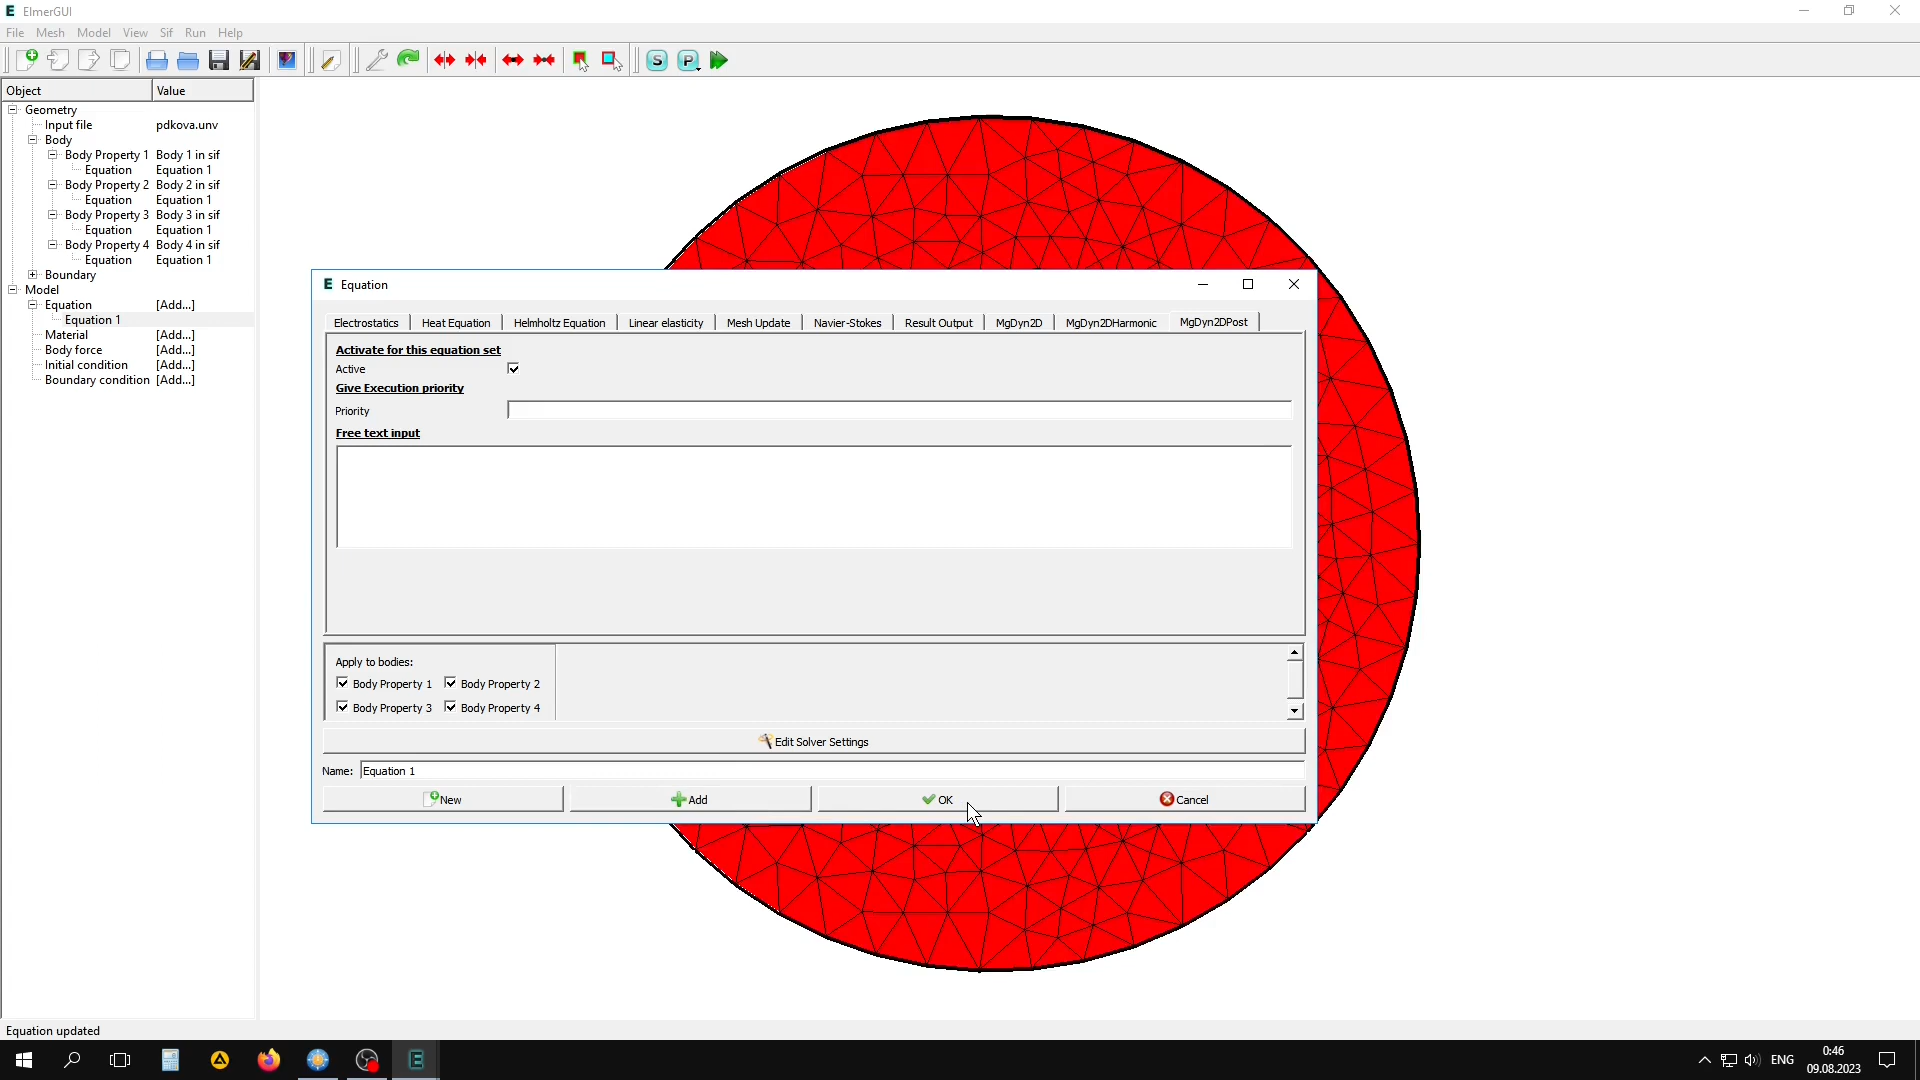 ElmerGUI
File Mesh Model View Sif Run Help
S P
Object Value
Geometry
Input file pdkova.unv
Body
Body Property 1 Body 1 in sif
Equation Equation 1
Body Property 2 Body 2 in sif
Equation Equation 1
Body Property 3 Body 3 in sif
Equation Equation 1
Body Property 4 Body 4 in sif
Equation Equation 1
Boundary
Model
Equation [Add...]
Equation 1
Material [Add...]
Body force [Add...]
Initial condition [Add...]
Boundary condition [Add...]
Equation
Electrostatics Heat Equation Helmholtz Equation Linear elasticity Mesh Update Navier-Stokes Result Output MgDyn2D MgDyn2DHarmonic MgDyn2DPost
Activate for this equation set
Active
Give Execution priority
Priority
Free text input
Apply to bodies:
Body Property 1 Body Property 2
Body Property 3 Body Property 4
Edit Solver Settings
Name: Equation 1
New Add OK Cancel
Equation updated
ENG
0:46
09.08.2023